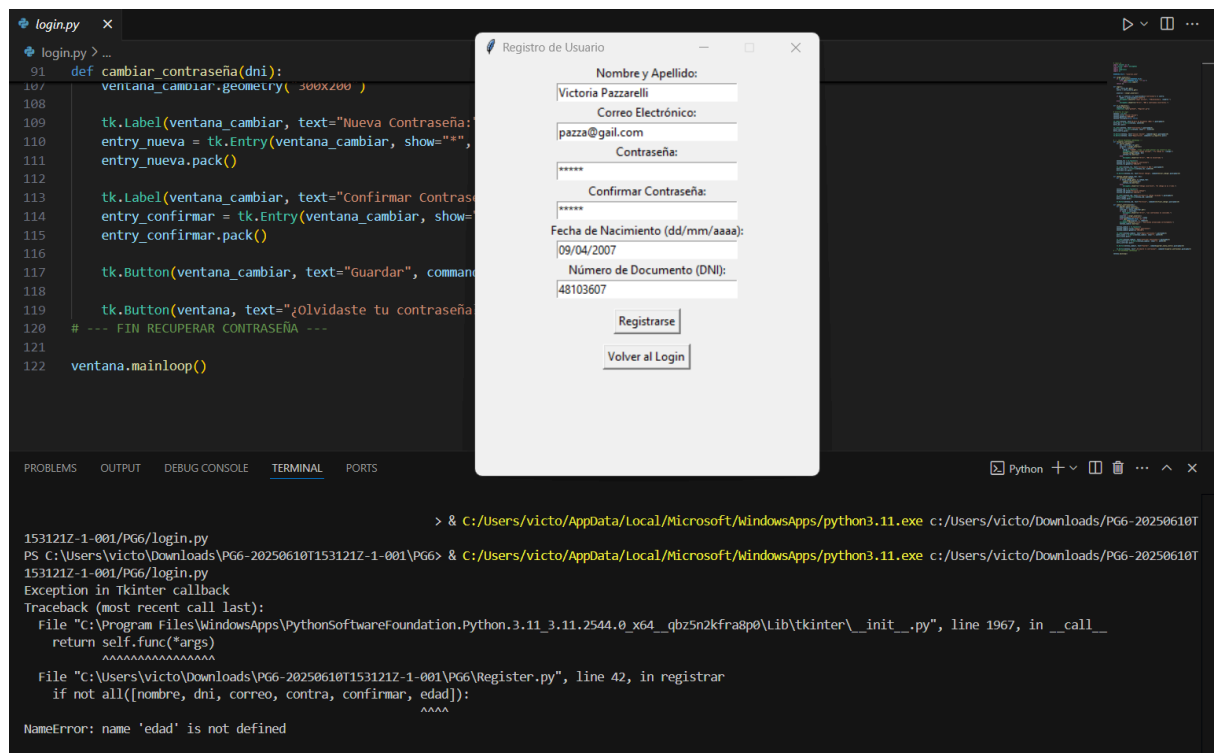 login.py ×
login.py > ...
91 def cambiar_contraseña(dni):
107 ventana_cambiar.geometry("300x200")
108
109 tk.Label(ventana_cambiar, text="Nueva Contraseña:"
110 entry_nueva = tk.Entry(ventana_cambiar, show="*",
111 entry_nueva.pack()
112
113 tk.Label(ventana_cambiar, text="Confirmar Contras
114 entry_confirmar = tk.Entry(ventana_cambiar, show=
115 entry_confirmar.pack()
116
117 tk.Button(ventana_cambiar, text="Guardar", comman
118
119 tk.Button(ventana, text="¿Olvidaste tu contraseña
120 # --- FIN RECUPERAR CONTRASEÑA ---
121
122 ventana.mainloop()
Registro de Usuario
Nombre y Apellido:
Victoria Pazzarelli
Correo Electrónico:
pazza@gail.com
Contraseña:
*****
Confirmar Contraseña:
*****
Fecha de Nacimiento (dd/mm/aaaa):
09/04/2007
Número de Documento (DNI):
48103607
Registrarse
Volver al Login
PROBLEMS OUTPUT DEBUG CONSOLE TERMINAL PORTS
Python
> & C:/Users/victo/AppData/Local/Microsoft/WindowsApps/python3.11.exe c:/Users/victo/Downloads/PG6-20250610T
153121Z-1-001/PG6/login.py
PS C:\Users\victo\Downloads\PG6-20250610T153121Z-1-001\PG6> & C:/Users/victo/AppData/Local/Microsoft/WindowsApps/python3.11.exe c:/Users/victo/Downloads/PG6-20250610T
153121Z-1-001/PG6/login.py
Exception in Tkinter callback
Traceback (most recent call last):
File "C:\Program Files\WindowsApps\PythonSoftwareFoundation.Python.3.11_3.11.2544.0_x64__qbz5n2kfra8p0\Lib\tkinter\__init__.py", line 1967, in __call__
return self.func(*args)
^^^^^^^^^^^^^^^^
File "C:\Users\victo\Downloads\PG6-20250610T153121Z-1-001\PG6\Register.py", line 42, in registrar
if not all([nombre, dni, correo, contra, confirmar, edad]):
^^^^
NameError: name 'edad' is not defined